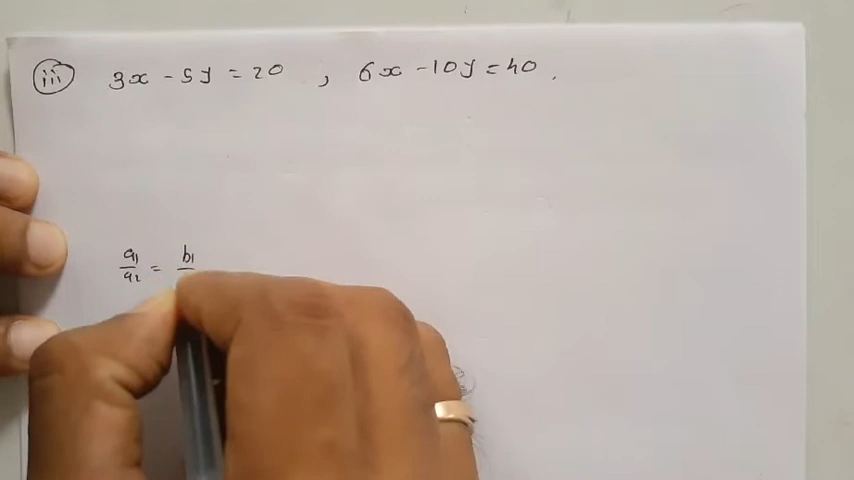 iii 3x - 5y = 20 , 6x - 10y = 40 .
a1/a2 = b1/